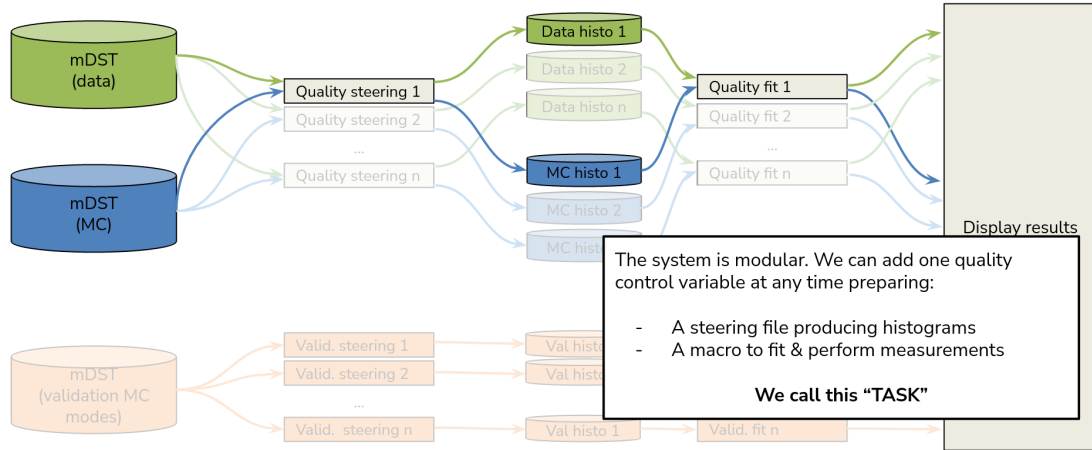 mDST
(data)
Quality steering 1
Quality steering 2
...
Quality steering n
Data histo 1
Data histo 2
Data histo n
Quality fit 1
Quality fit 2
...
Quality fit n
mDST
(MC)
MC histo 1
MC histo 2
MC
Display results
The system is modular. We can add one quality
control variable at any time preparing:
- A steering file producing histograms
- A macro to fit & perform measurements
We call this “TASK”
mDST
(validation MC
modes)
Valid. steering 1
Valid. steering 2
...
Valid. steering n
Val
Val
Val histo 1
Valid. fit n